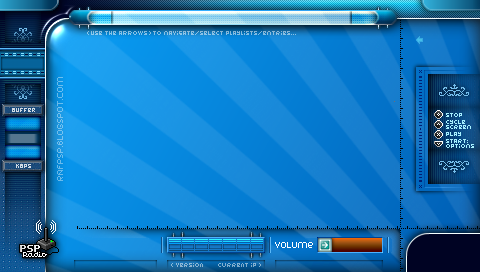 (USE THE ARROWS) TO NAVIGATE/SELECT PLAYLISTS/ENTRIES...
BUFFER
KBPS
RAFPSP.BLOGSPOT.COM
STOP
CYCLE
SCREEN
PLAY
START:
OPTIONS
PSP
Radio
VOLUME
(VERSION CURRENT IP)